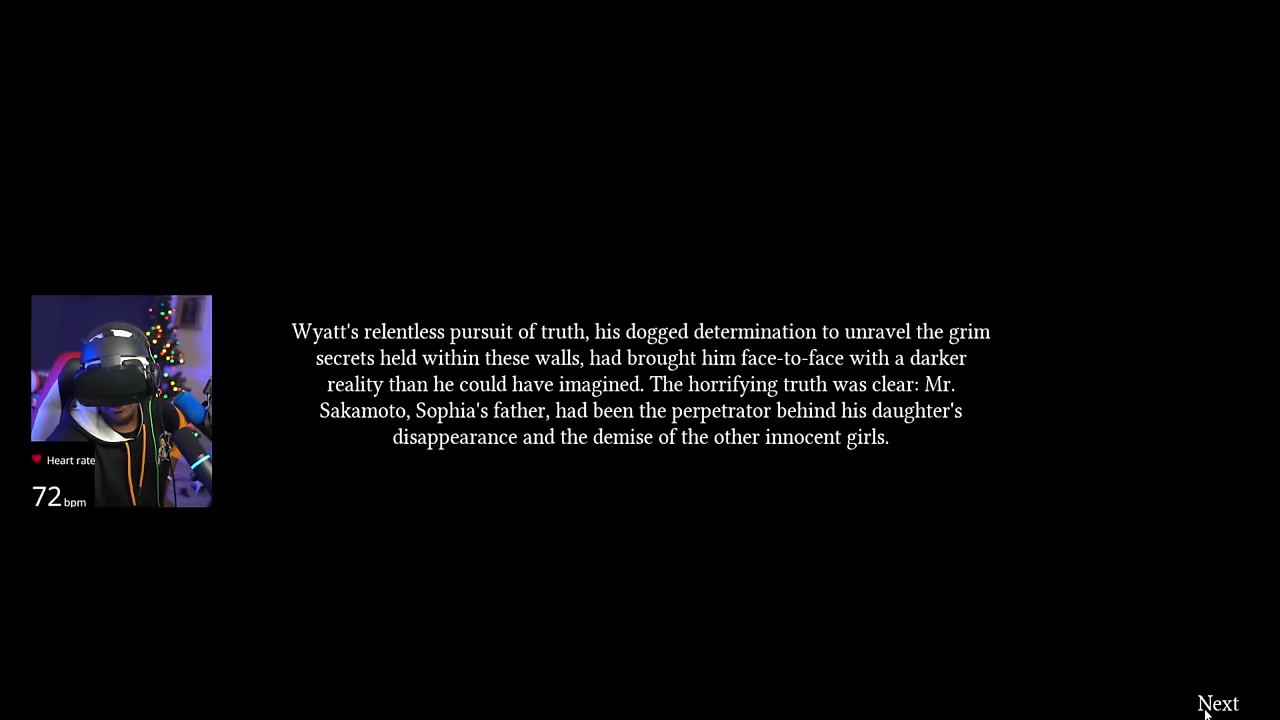 Wyatt's relentless pursuit of truth, his dogged determination to unravel the grim
secrets held within these walls, had brought him face-to-face with a darker
reality than he could have imagined. The horrifying truth was clear: Mr.
Sakamoto, Sophia's father, had been the perpetrator behind his daughter's
disappearance and the demise of the other innocent girls.
Heart rate
72 bpm
Next